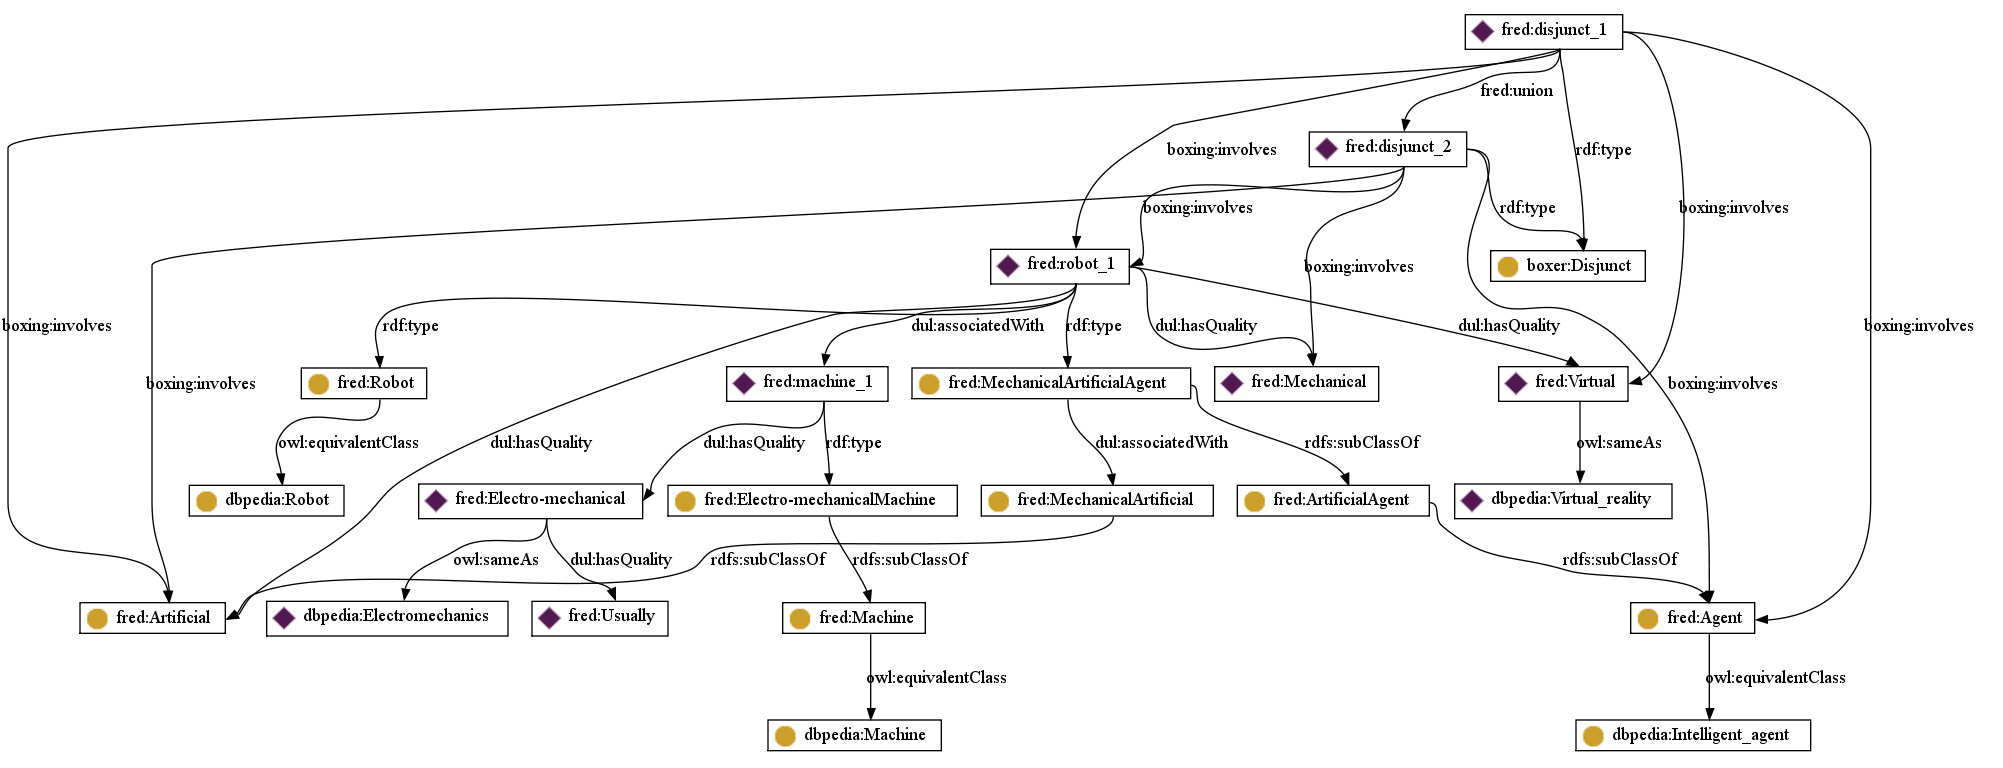 fred:disjunct_1
fred:union
fred:disjunct_2
boxing:involves
rdf:type
boxing:involves
rdf:type
boxing:involves
fred:robot_1
boxing:involves
boxer:Disjunct
boxing:involves
rdf:type
dul:associatedWith
rdf:type
dul:hasQuality
dul:hasQuality
boxing:involves
boxing:involves
fred:Robot
fred:machine_1
fred:MechanicalArtificialAgent
fred:Mechanical
fred:Virtual
boxing:involves
owl:equivalentClass
dul:hasQuality
dul:hasQuality
rdf:type
dul:associatedWith
rdfs:subClassOf
owl:sameAs
dbpedia:Robot
fred:Electro-mechanical
fred:Electro-mechanicalMachine
fred:MechanicalArtificial
fred:ArtificialAgent
dbpedia:Virtual_reality
owl:sameAs
dul:hasQuality
rdfs:subClassOf
rdfs:subClassOf
rdfs:subClassOf
fred:Artificial
dbpedia:Electromechanics
fred:Usually
fred:Machine
fred:Agent
owl:equivalentClass
owl:equivalentClass
dbpedia:Machine
dbpedia:Intelligent_agent